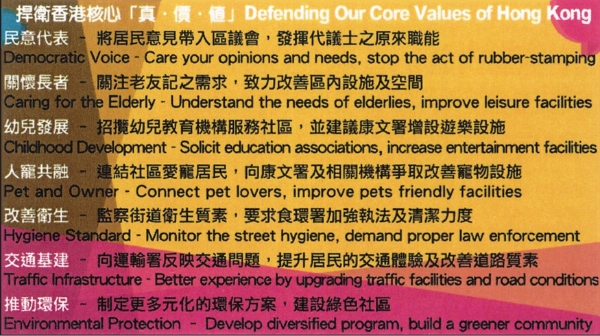 捍衛香港核心「真．價．值」Defending Our Core Values of Hong Kong
民意代表 - 將居民意見帶入區議會，發揮代議士之原來職能
Democratic Voice - Care your opinions and needs, stop the act of rubber-stamping
關懷長者 - 關注老友記之需求，致力改善區內設施及空間
Caring for the Elderly - Understand the needs of elderlies, improve leisure facilities
幼兒發展 - 招攬幼兒教育機構服務社區，並建議康文署增設遊樂設施
Childhood Development - Solicit education associations, increase entertainment facilities
人寵共融 - 連結社區愛寵居民，向康文署及相關機構爭取改善寵物設施
Pet and Owner - Connect pet lovers, improve pets friendly facilities
改善衛生 - 監察街道衛生質素，要求食環署加強執法及清潔力度
Hygiene Standard - Monitor the street hygiene, demand proper law enforcement
交通基建 - 向運輸署反映交通問題，提升居民的交通體驗及改善道路質素
Traffic Infrastructure - Better experience by upgrading traffic facilities and road conditions
推動環保 - 制定更多元化的環保方案，建設綠色社區
Environmental Protection - Develop diversified program, build a greener community